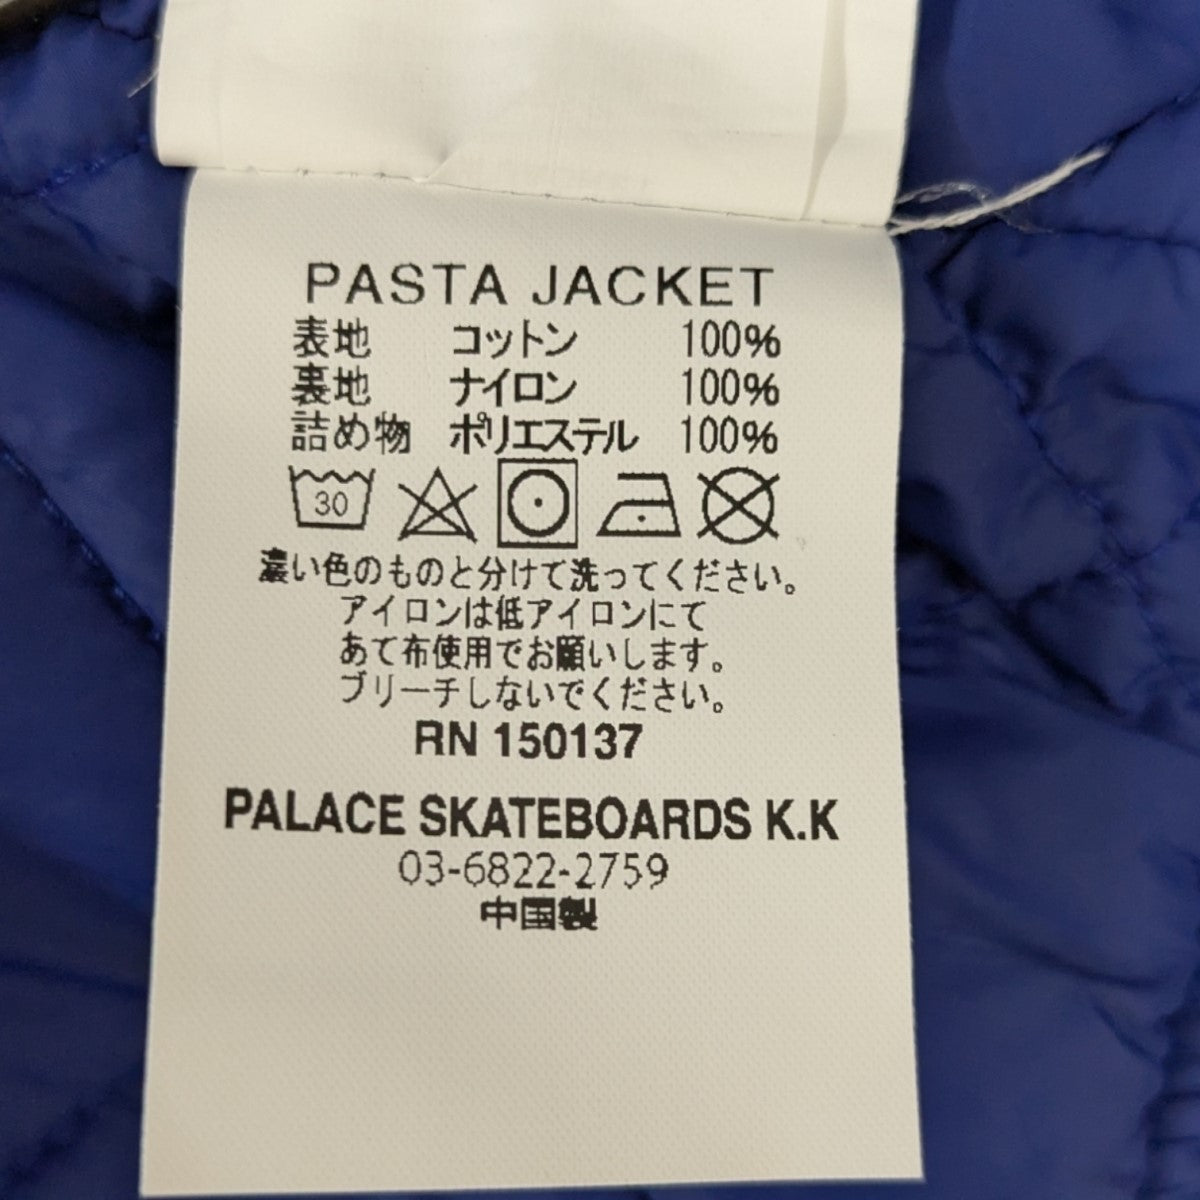 PASTA JACKET
表地 コットン 100%
裏地 ナイロン 100%
詰め物 ポリエステル 100%
30
濃い色のものと分けて洗ってください。
アイロンは低アイロンにて
あて布使用でお願いします。
ブリーチしないでください。
RN 150137
PALACE SKATEBOARDS K.K
03-6822-2759
中国製